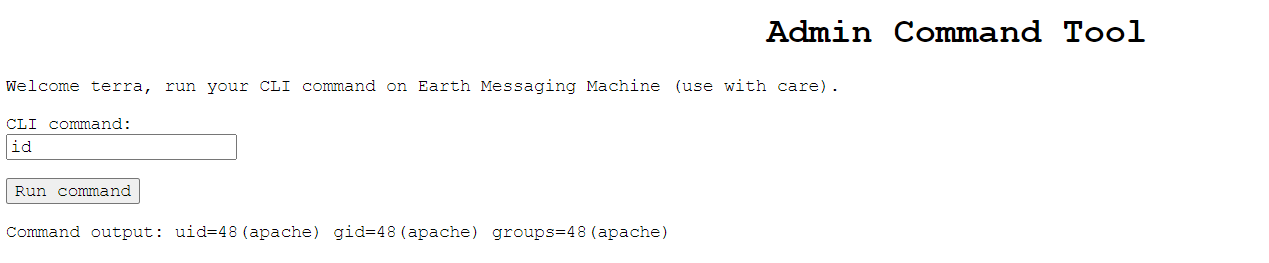 Admin Command Tool
Welcome terra, run your CLI command on Earth Messaging Machine (use with care).
CLI command:
id
Run command
Command output: uid=48(apache) gid=48(apache) groups=48(apache)